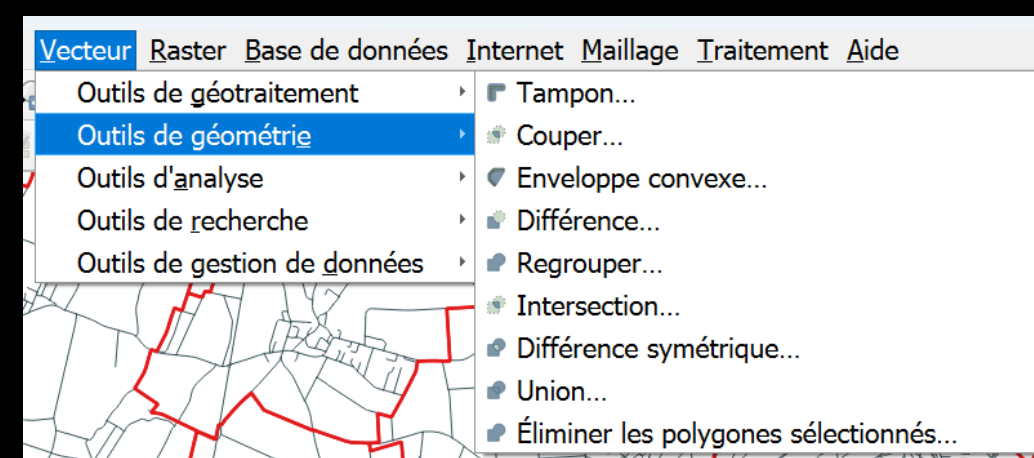 Vecteur Raster Base de données Internet Maillage Traitement Aide
Outils de géotraitement
Outils de géométrie
Outils d'analyse
Outils de recherche
Outils de gestion de données
Tampon...
Couper...
Enveloppe convexe...
Différence...
Regrouper...
Intersection...
Différence symétrique...
Union...
Éliminer les polygones sélectionnés...